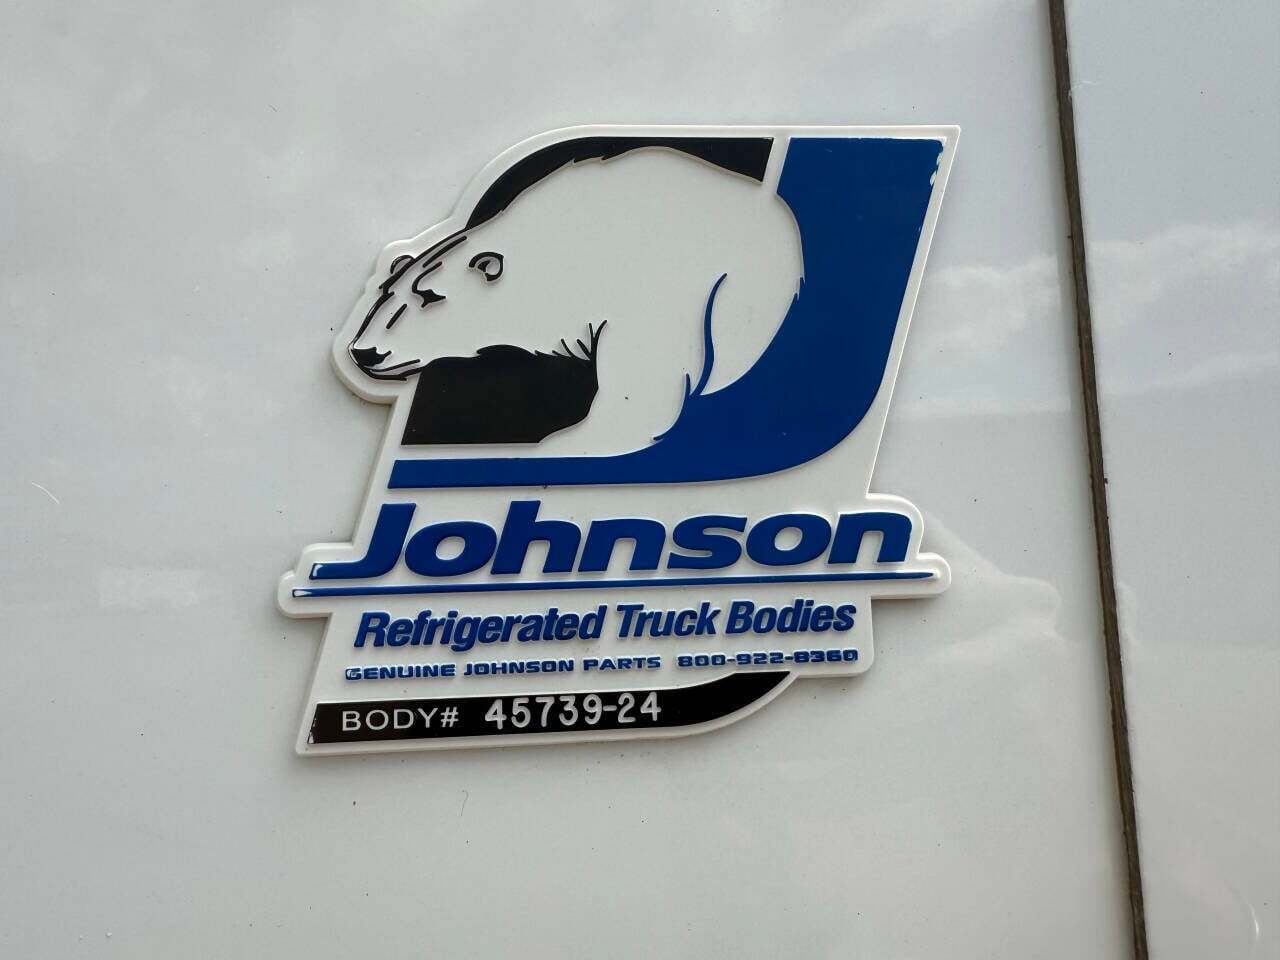 Johnson
Refrigerated Truck Bodies
GENUINE JOHNSON PARTS 800-922-8360
BODY# 45739-24